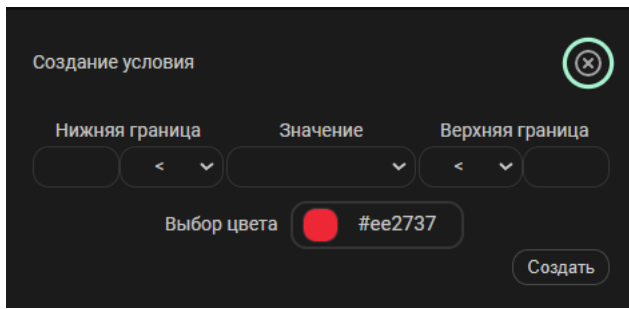 Создание условия
Нижняя граница Значение Верхняя граница
< <
Выбор цвета #ee2737
Создать